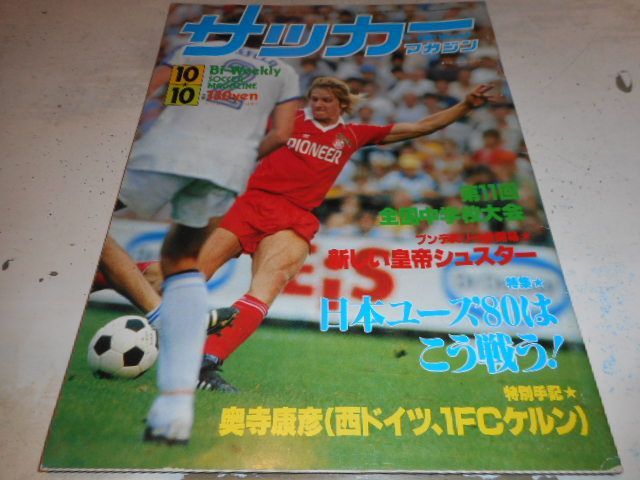 サッカー
マガジン
10
10
Bi-Weekly
SOCCER
MAGAZINE
PIONEER
第11回
全国中学校大会
新しい皇帝シュスター
特集★
日本ユース'80は
こう戦う!
特別手記★
奥寺康彦(西ドイツ、1FCケルン)